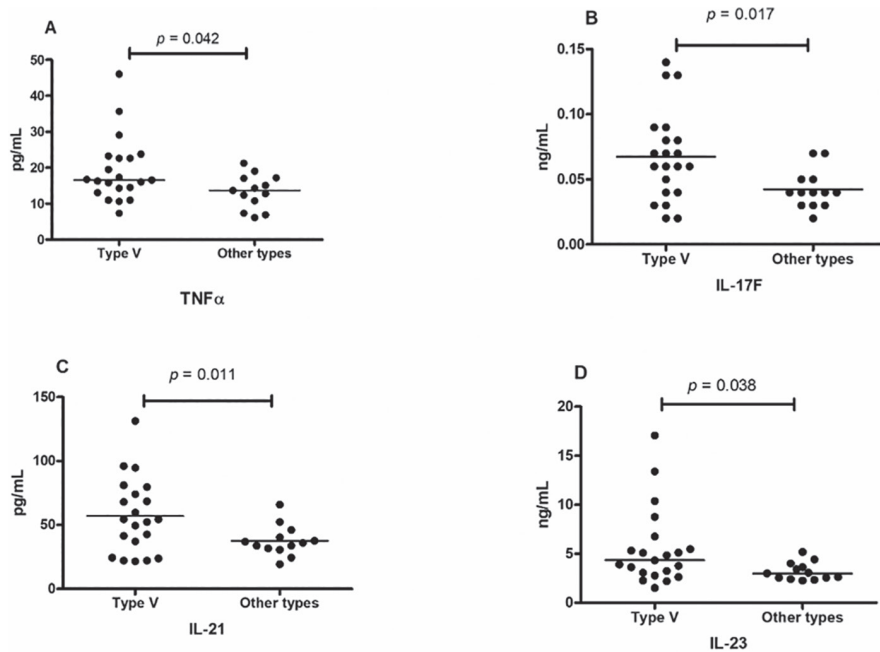 A
p = 0.042
50
40
30
20
10
0
pg/mL
Type V
Other types
TNFα
B
p = 0.017
0.15
0.10
0.05
0.00
ng/mL
Type V
Other types
IL-17F
C
p = 0.011
150
100
50
0
pg/mL
Type V
Other types
IL-21
D
p = 0.038
20
15
10
5
0
ng/mL
Type V
Other types
IL-23